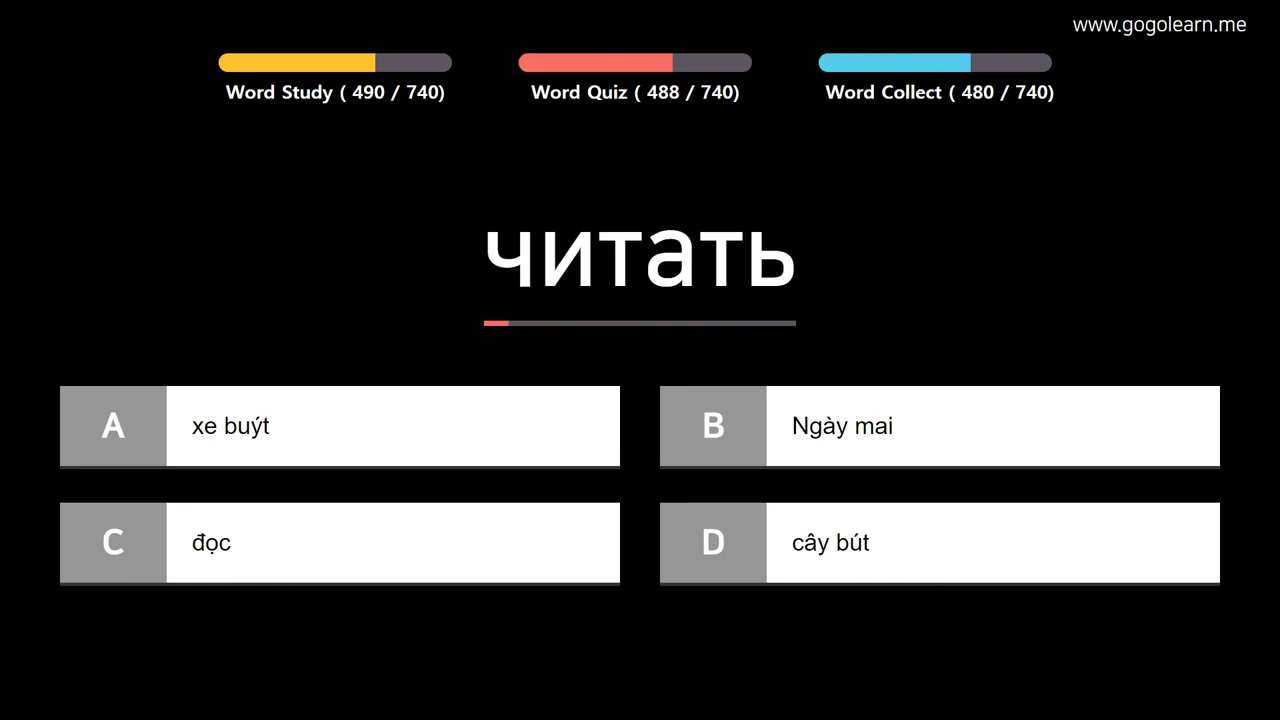 www.gogolearn.me
Word Study ( 490 / 740)
Word Quiz ( 488 / 740)
Word Collect ( 480 / 740)
читать
A xe buýt
B Ngày mai
C đọc
D cây bút